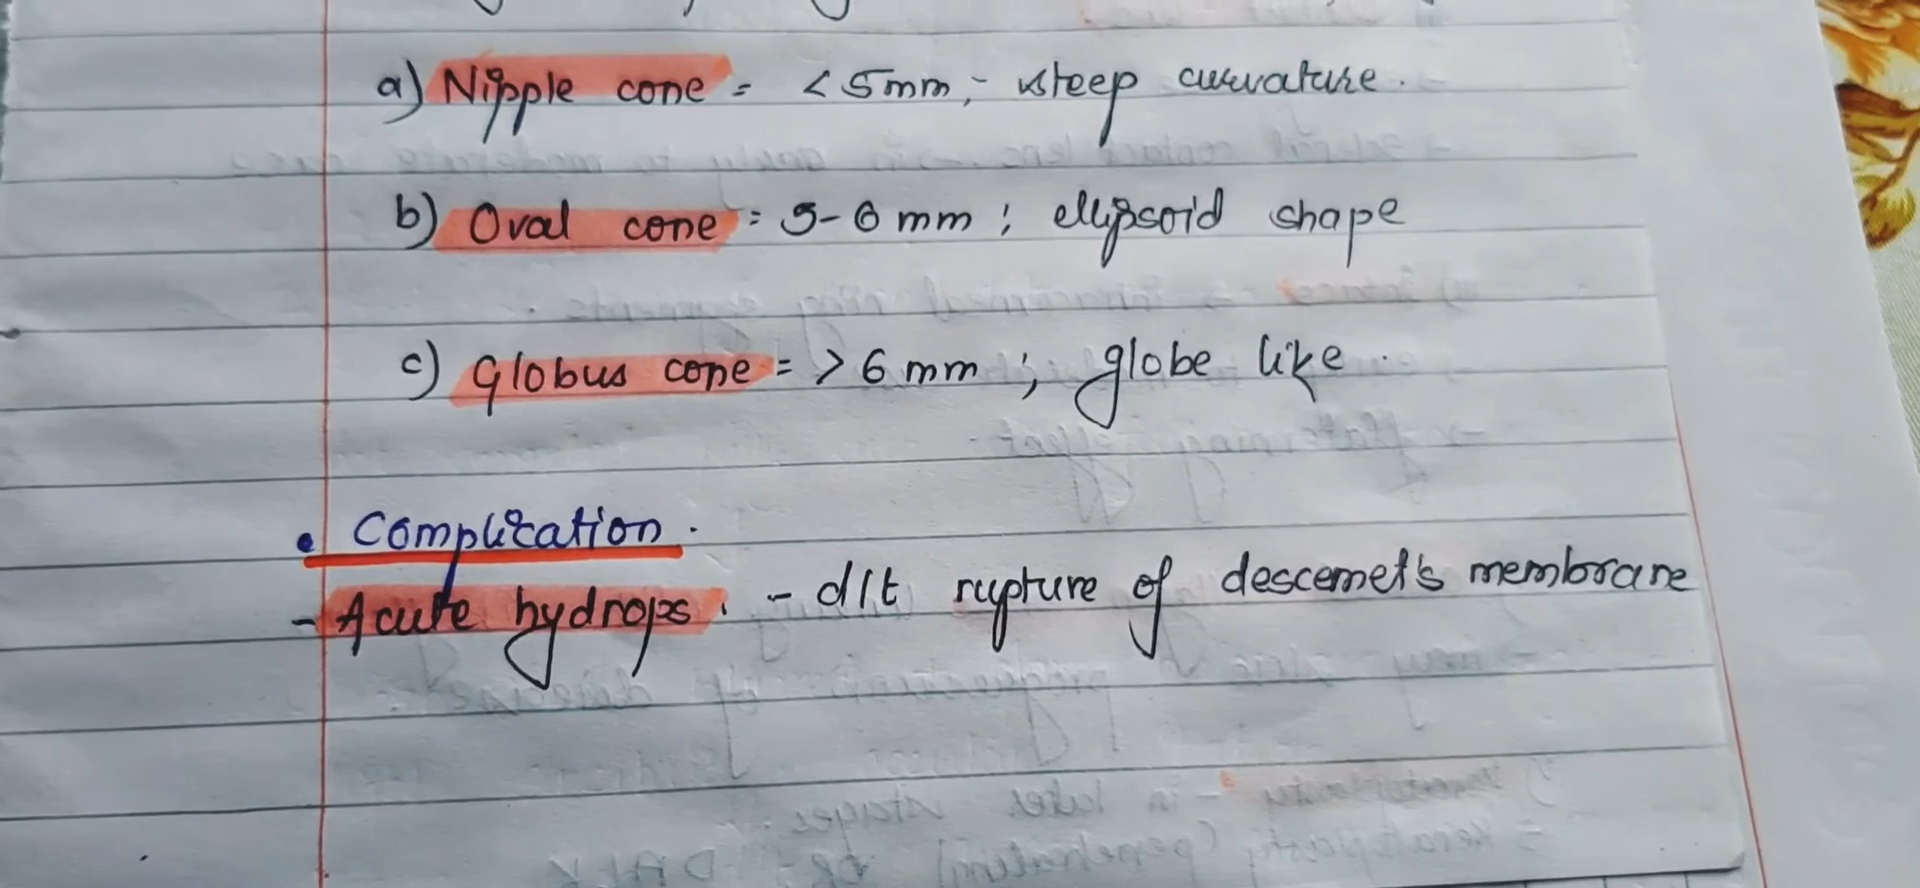 a) Nipple cone = < 5mm; steep curvature.
b) Oval cone = 5-6 mm; ellipsoid shape
c) Globus cone = > 6 mm; globe like.
• Complication.
- Acute hydrops. - d/t rupture of descemet's membrane